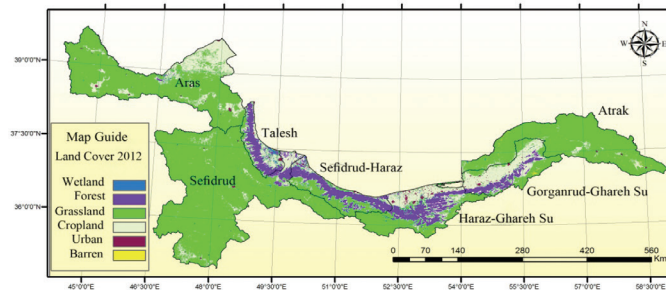 N
W E
S
39°0'0"N
37°30'0"N
36°0'0"N
Aras
Talesh
Sefidrud
Sefidrud-Haraz
Haraz-Ghareh Su
Gorganrud-Ghareh Su
Atrak
Map Guide
Land Cover 2012
Wetland
Forest
Grassland
Cropland
Urban
Barren
0 70 140 280 420 560
Km
45°0'0"E 46°30'0"E 48°0'0"E 49°30'0"E 51°0'0"E 52°30'0"E 54°0'0"E 55°30'0"E 57°0'0"E 58°30'0"E